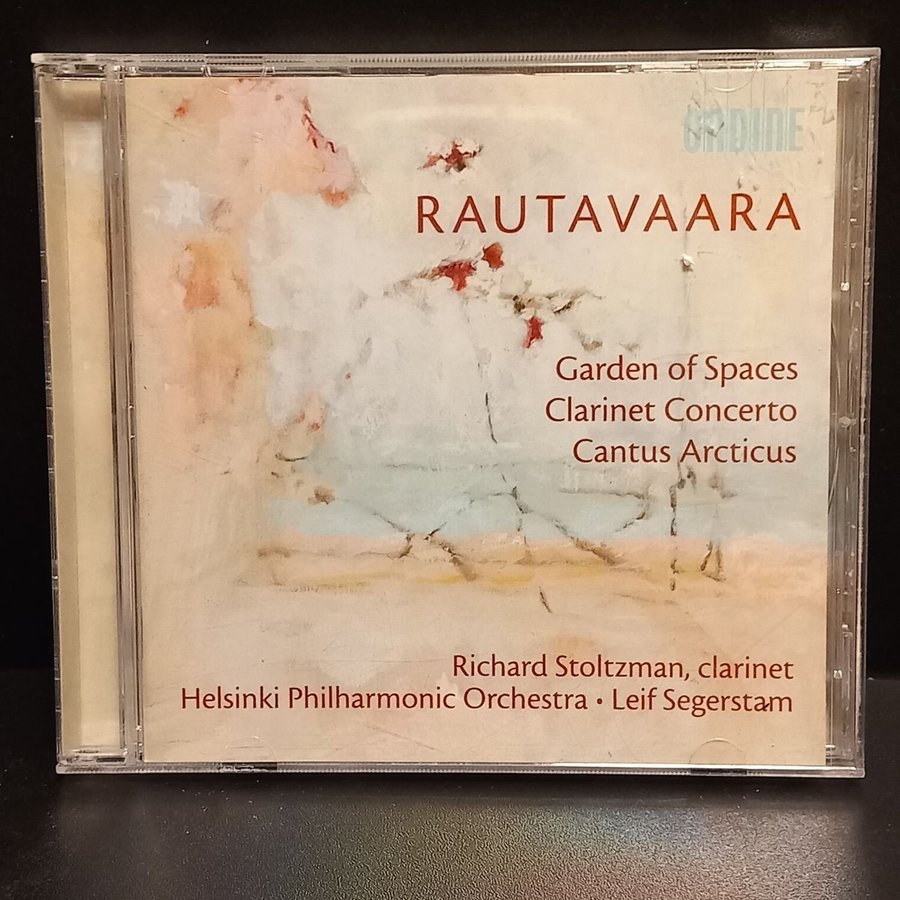 ONDINE
RAUTAVAARA
Garden of Spaces
Clarinet Concerto
Cantus Arcticus
Richard Stoltzman, clarinet
Helsinki Philharmonic Orchestra • Leif Segerstam